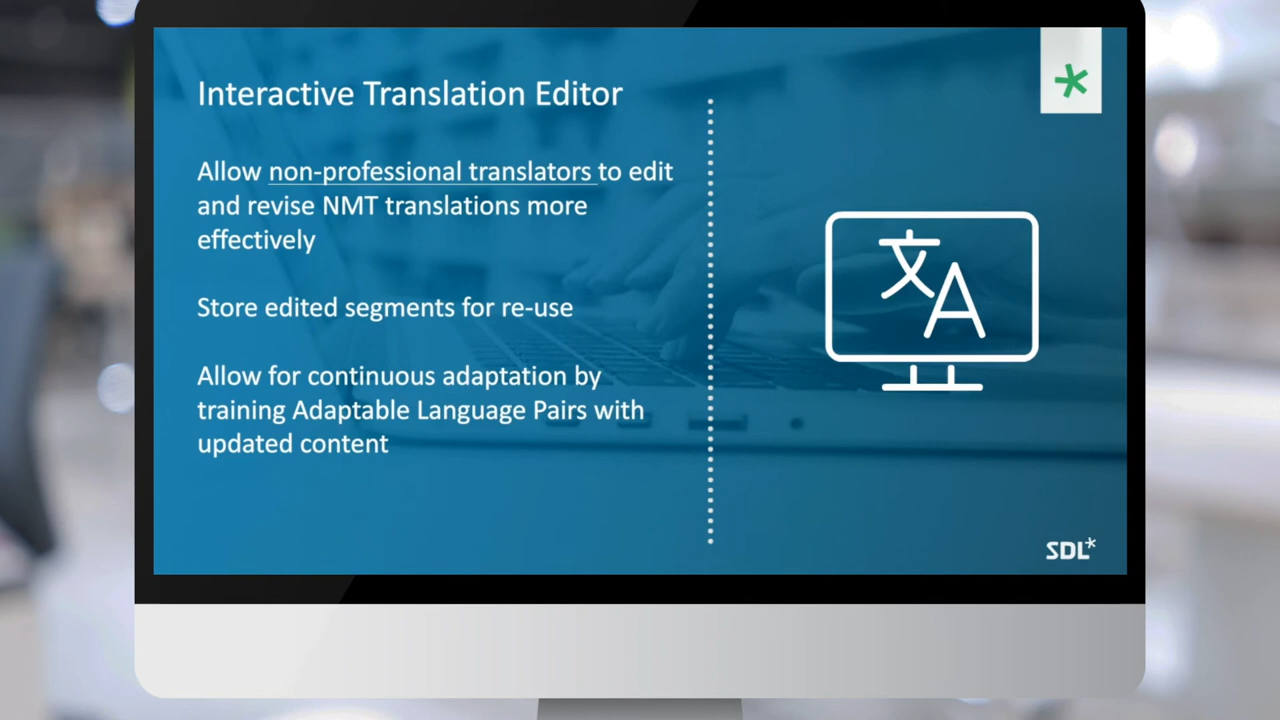 Interactive Translation Editor
Allow non-professional translators to edit
and revise NMT translations more
effectively
Store edited segments for re-use
Allow for continuous adaptation by
training Adaptable Language Pairs with
updated content
文A
SDL*